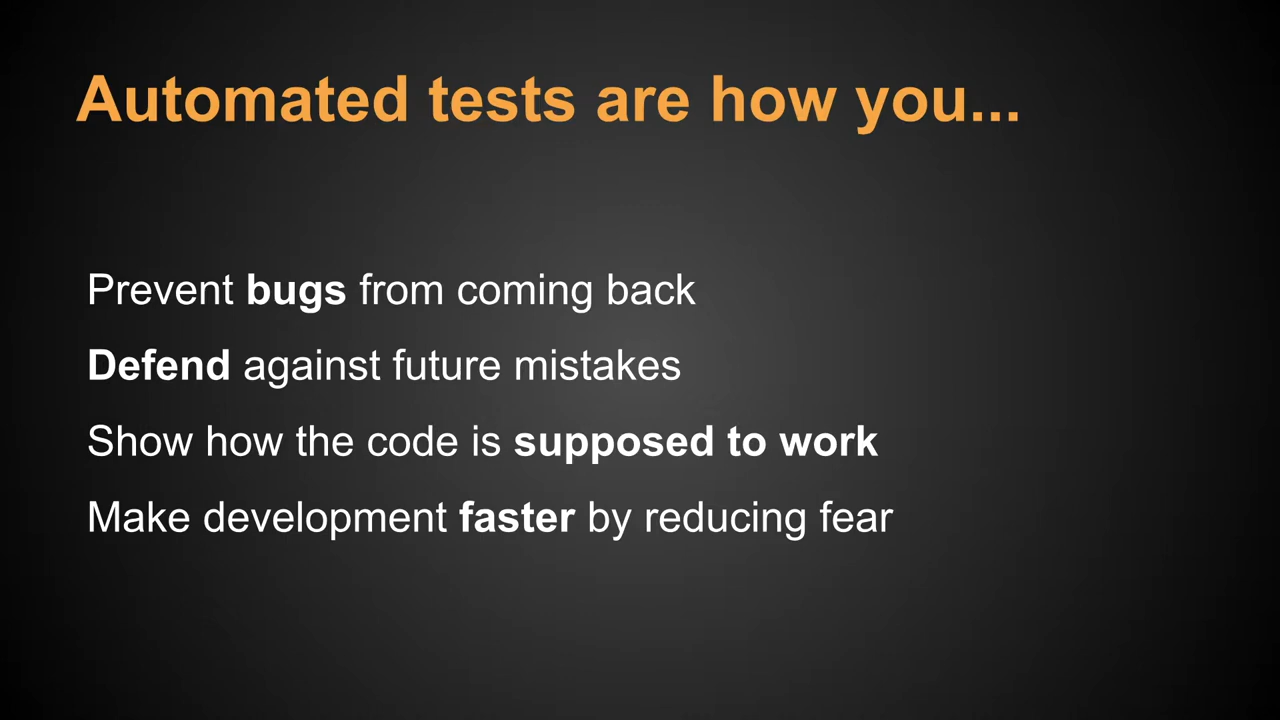 Automated tests are how you...
Prevent bugs from coming back
Defend against future mistakes
Show how the code is supposed to work
Make development faster by reducing fear